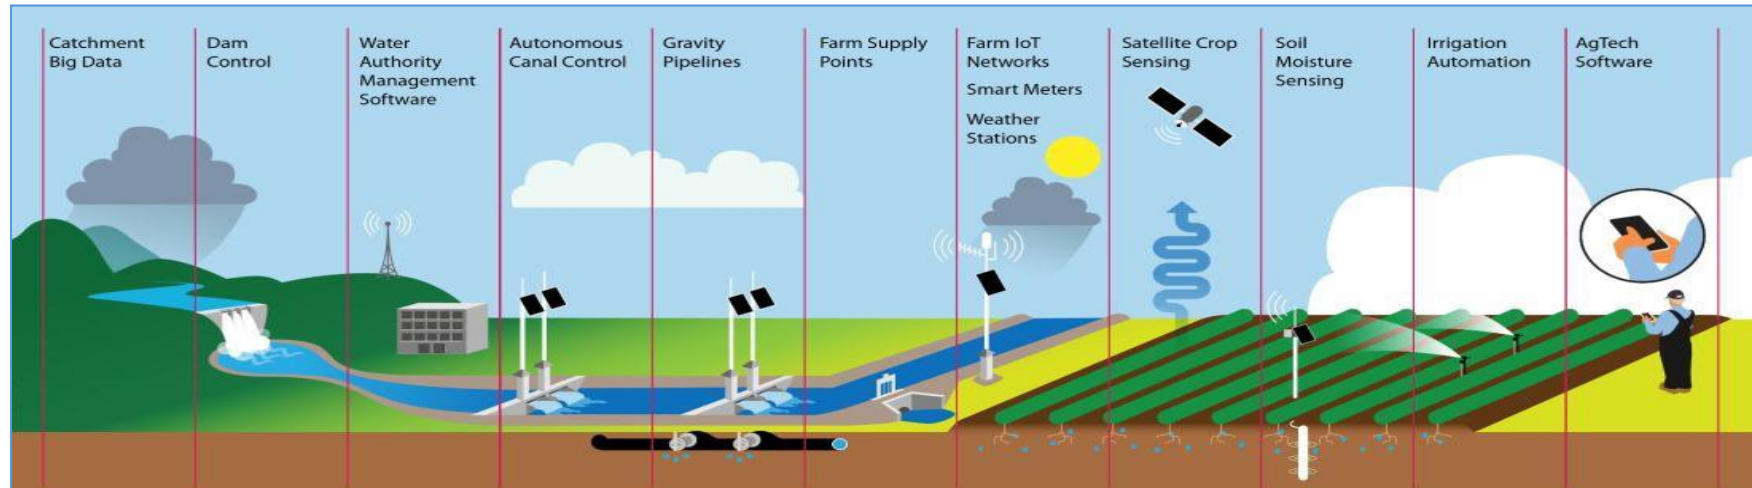 Catchment
Big Data
Dam
Control
Water
Authority
Management
Software
Autonomous
Canal Control
Gravity
Pipelines
Farm Supply
Points
Farm IoT
Networks
Smart Meters
Weather
Stations
Satellite Crop
Sensing
Soil
Moisture
Sensing
Irrigation
Automation
AgTech
Software